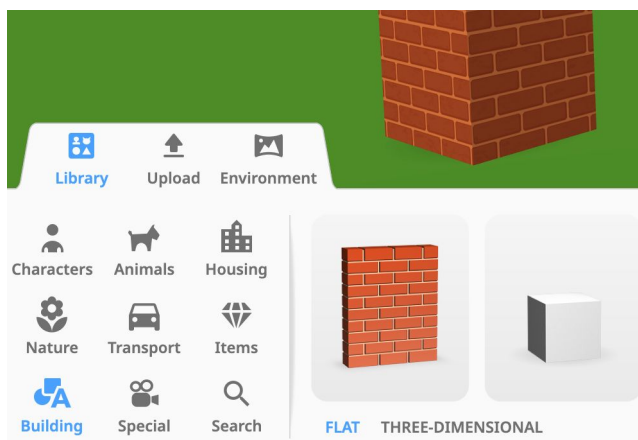 Library Upload Environment
Characters Animals Housing
Nature Transport Items
Building Special Search
FLAT THREE-DIMENSIONAL